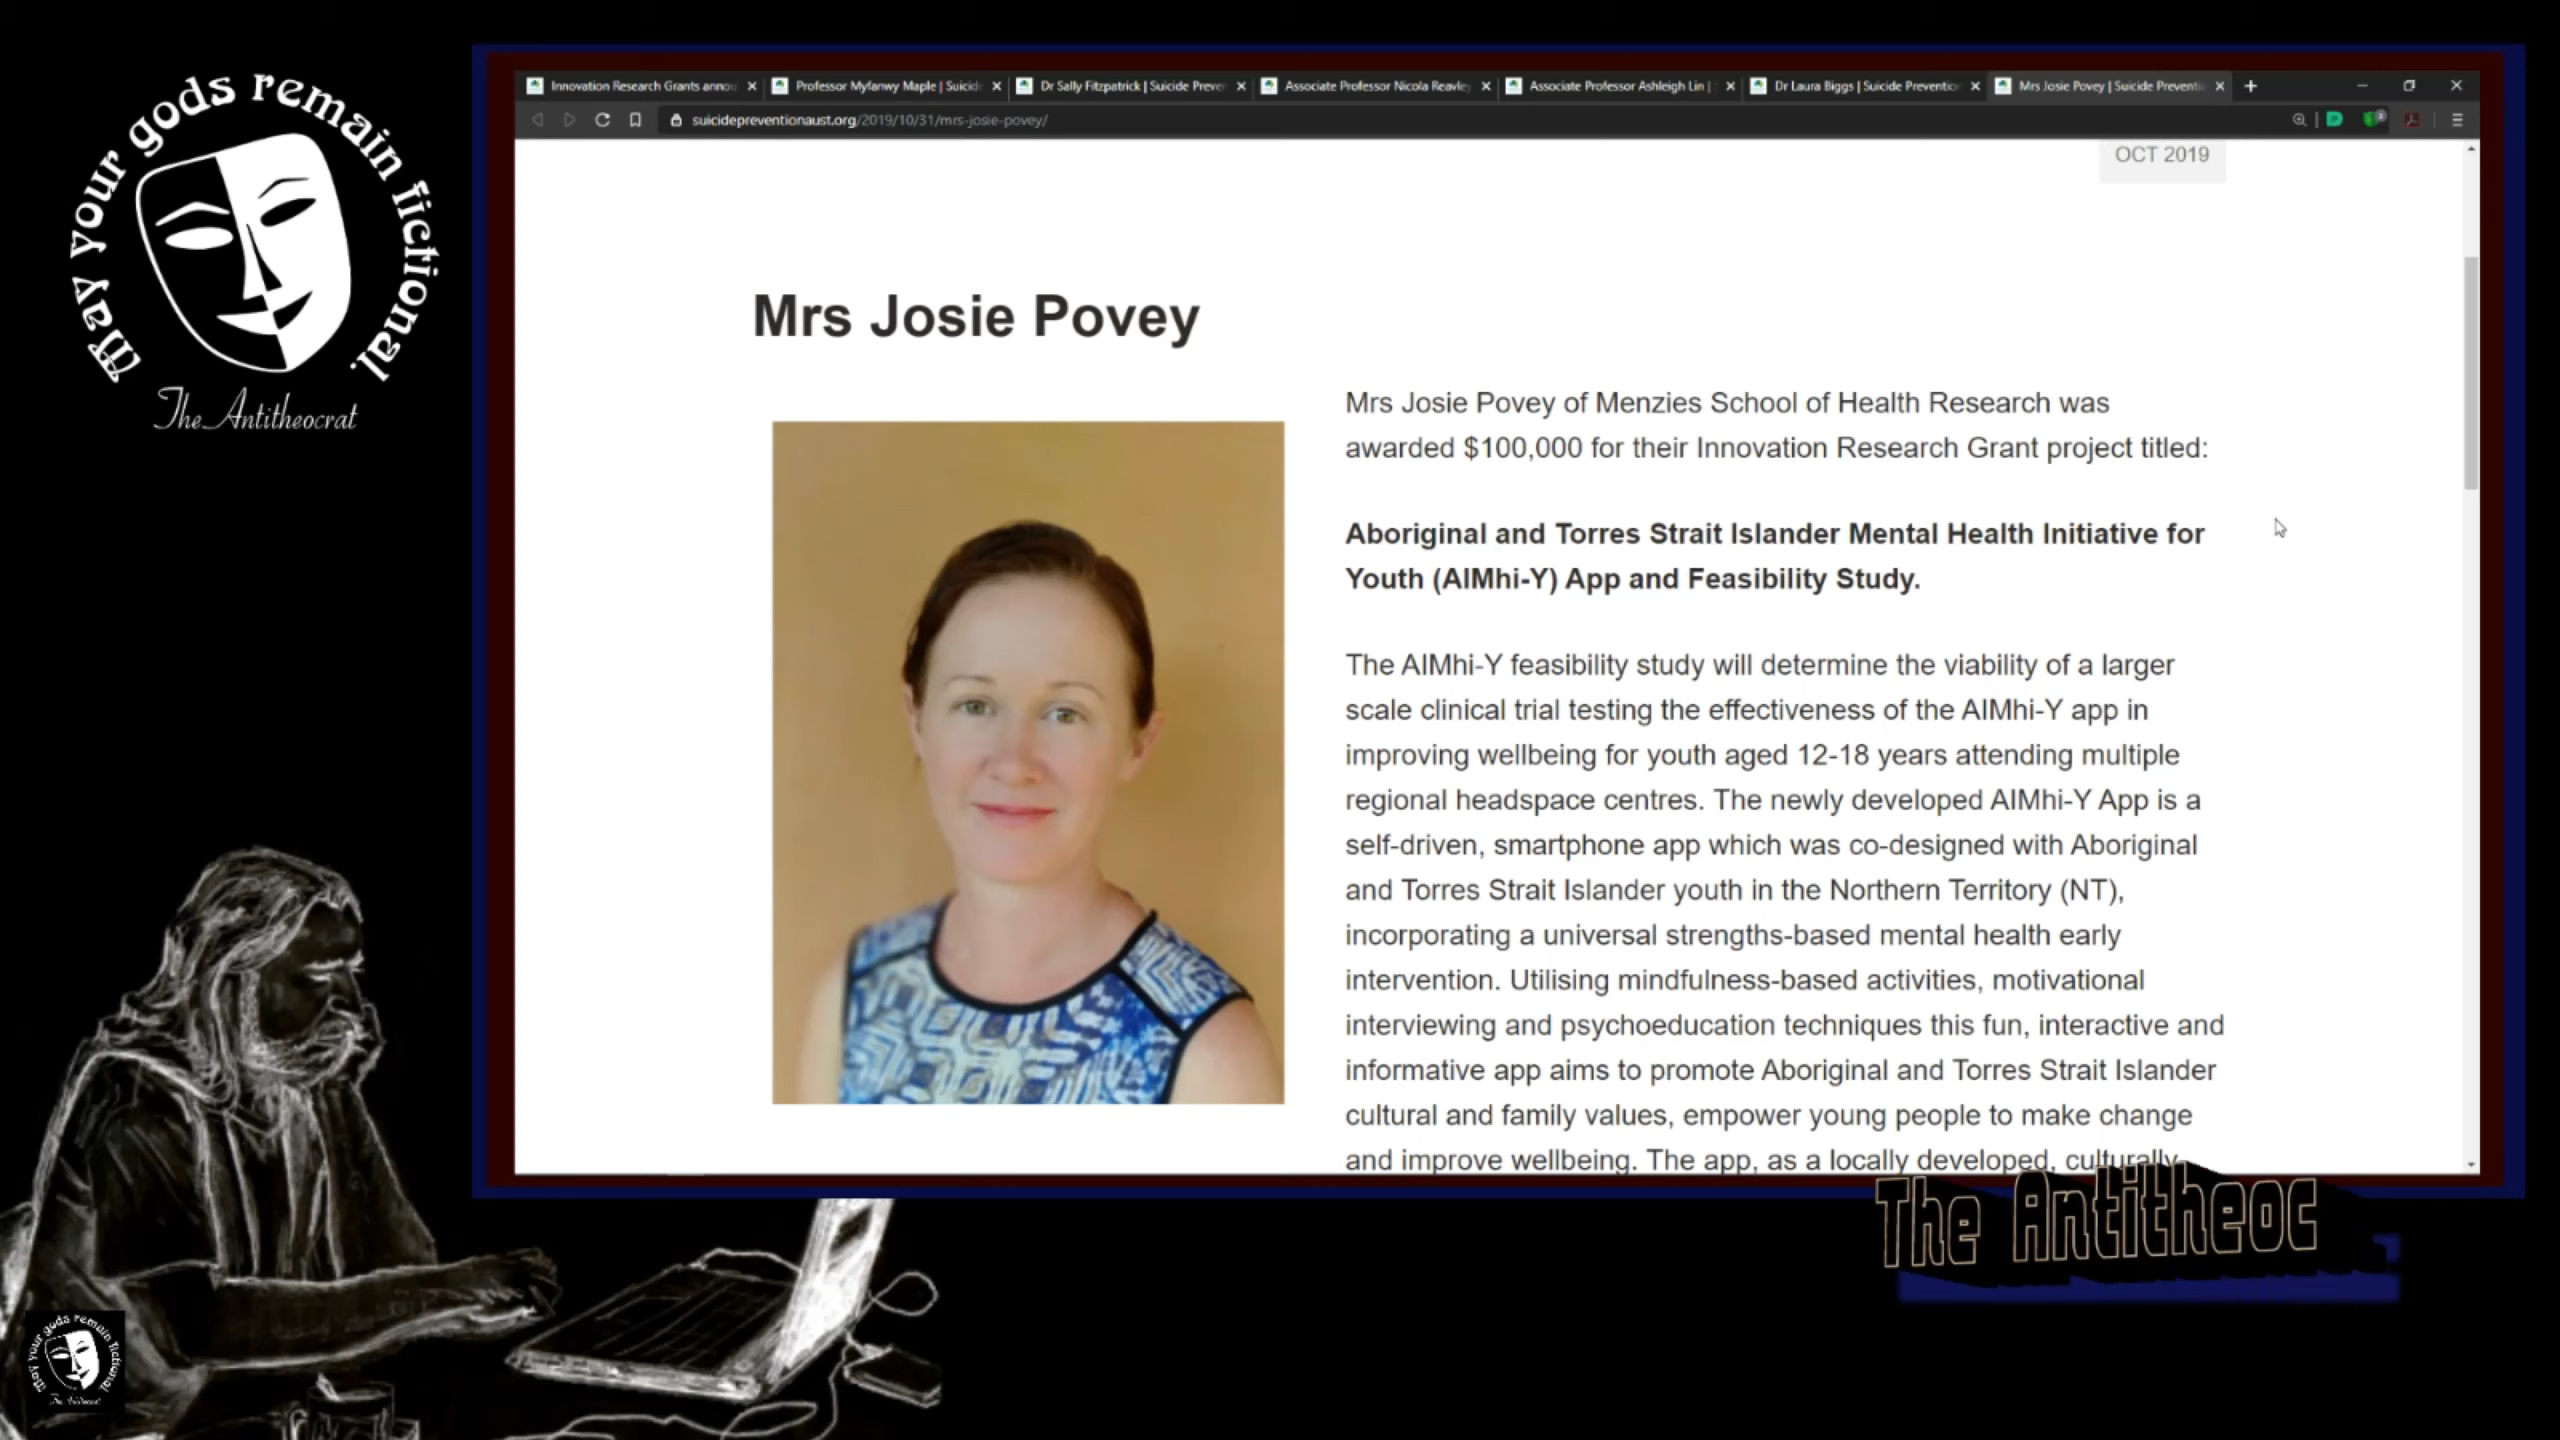 May your gods remain fictional.
The Antitheocrat
Innovation Research Grants annou
Professor Myfanwy Maple | Suicid
Dr Sally Fitzpatrick | Suicide Preve
Associate Professor Nicola Reavley
Associate Professor Ashleigh Lin |
Dr Laura Biggs | Suicide Preventio
Mrs Josie Povey | Suicide Preventi
suicidepreventionaust.org/2019/10/31/mrs-josie-povey/
OCT 2019
Mrs Josie Povey
Mrs Josie Povey of Menzies School of Health Research was
awarded $100,000 for their Innovation Research Grant project titled:
Aboriginal and Torres Strait Islander Mental Health Initiative for
Youth (AIMhi-Y) App and Feasibility Study.
The AIMhi-Y feasibility study will determine the viability of a larger
scale clinical trial testing the effectiveness of the AIMhi-Y app in
improving wellbeing for youth aged 12-18 years attending multiple
regional headspace centres. The newly developed AIMhi-Y App is a
self-driven, smartphone app which was co-designed with Aboriginal
and Torres Strait Islander youth in the Northern Territory (NT),
incorporating a universal strengths-based mental health early
intervention. Utilising mindfulness-based activities, motivational
interviewing and psychoeducation techniques this fun, interactive and
informative app aims to promote Aboriginal and Torres Strait Islander
cultural and family values, empower young people to make change
and improve wellbeing. The app, as a locally developed, culturally
The Antitheoc
May your gods remain fictional.
The Antitheocrat